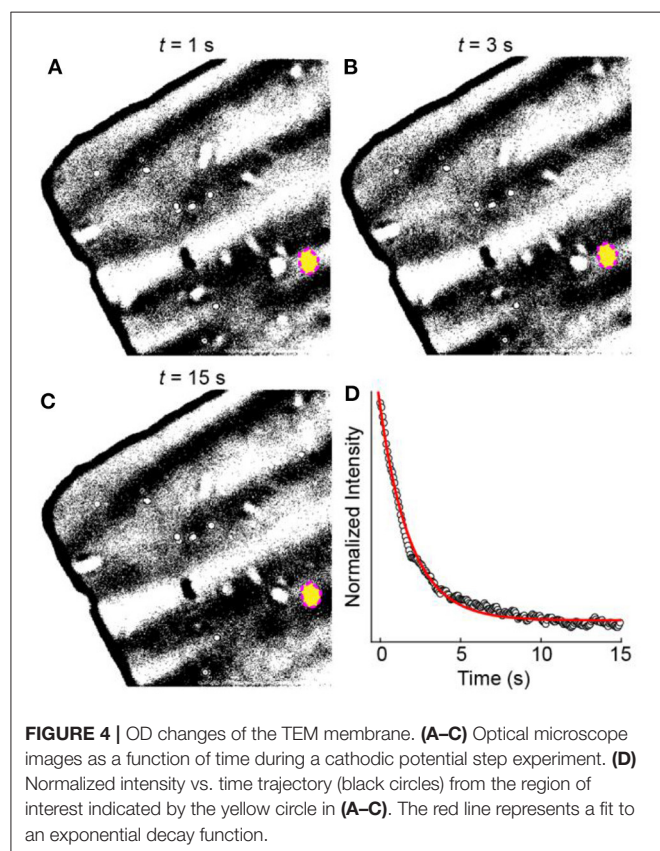 t = 1 s
t = 3 s
A
B
t = 15 s
C
D
Normalized Intensity
0
5
10
15
Time (s)
FIGURE 4 | OD changes of the TEM membrane. (A–C) Optical microscope
images as a function of time during a cathodic potential step experiment. (D)
Normalized intensity vs. time trajectory (black circles) from the region of
interest indicated by the yellow circle in (A–C). The red line represents a fit to
an exponential decay function.